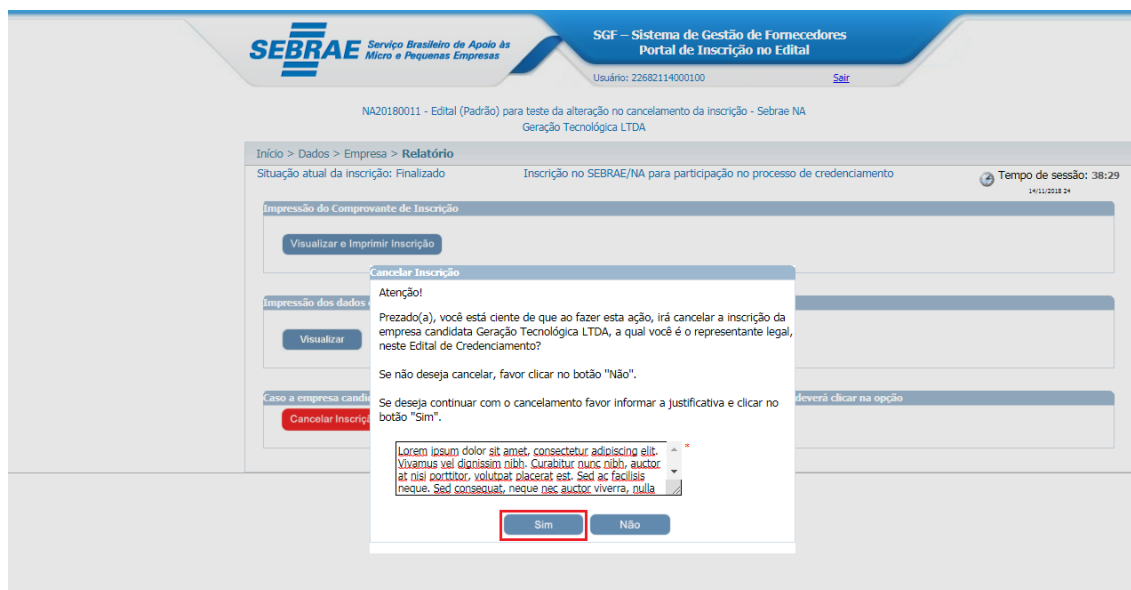 SEBRAE
Serviço Brasileiro de Apoio às
Micro e Pequenas Empresas
SGF – Sistema de Gestão de Fornecedores
Portal de Inscrição no Edital
Usuário: 22682114000100 Sair
NA20180011 - Edital (Padrão) para teste da alteração no cancelamento da inscrição - Sebrae NA
Geração Tecnológica LTDA
Início > Dados > Empresa > Relatório
Situação atual da inscrição: Finalizado Inscrição no SEBRAE/NA para participação no processo de credenciamento Tempo de sessão: 38:29
14/11/2018 24
Impressão do Comprovante de Inscrição
Visualizar e Imprimir Inscrição
Cancelar Inscrição
Atenção!
Prezado(a), você está ciente de que ao fazer esta ação, irá cancelar a inscrição da
empresa candidata Geração Tecnológica LTDA, a qual você é o representante legal,
neste Edital de Credenciamento?
Se não deseja cancelar, favor clicar no botão "Não".
Se deseja continuar com o cancelamento favor informar a justificativa e clicar no
botão "Sim".
Lorem ipsum dolor sit amet, consectetur adipiscing elit. *
Vivamus vel dignissim nibh. Curabitur nunc nibh, auctor
at nisi porttitor, volutpat placerat est. Sed ac facilisis
neque. Sed consequat, neque nec auctor viverra, nulla
Sim Não
Impressão dos dados
Visualizar
Caso a empresa candi deverá clicar na opção
Cancelar Inscriç